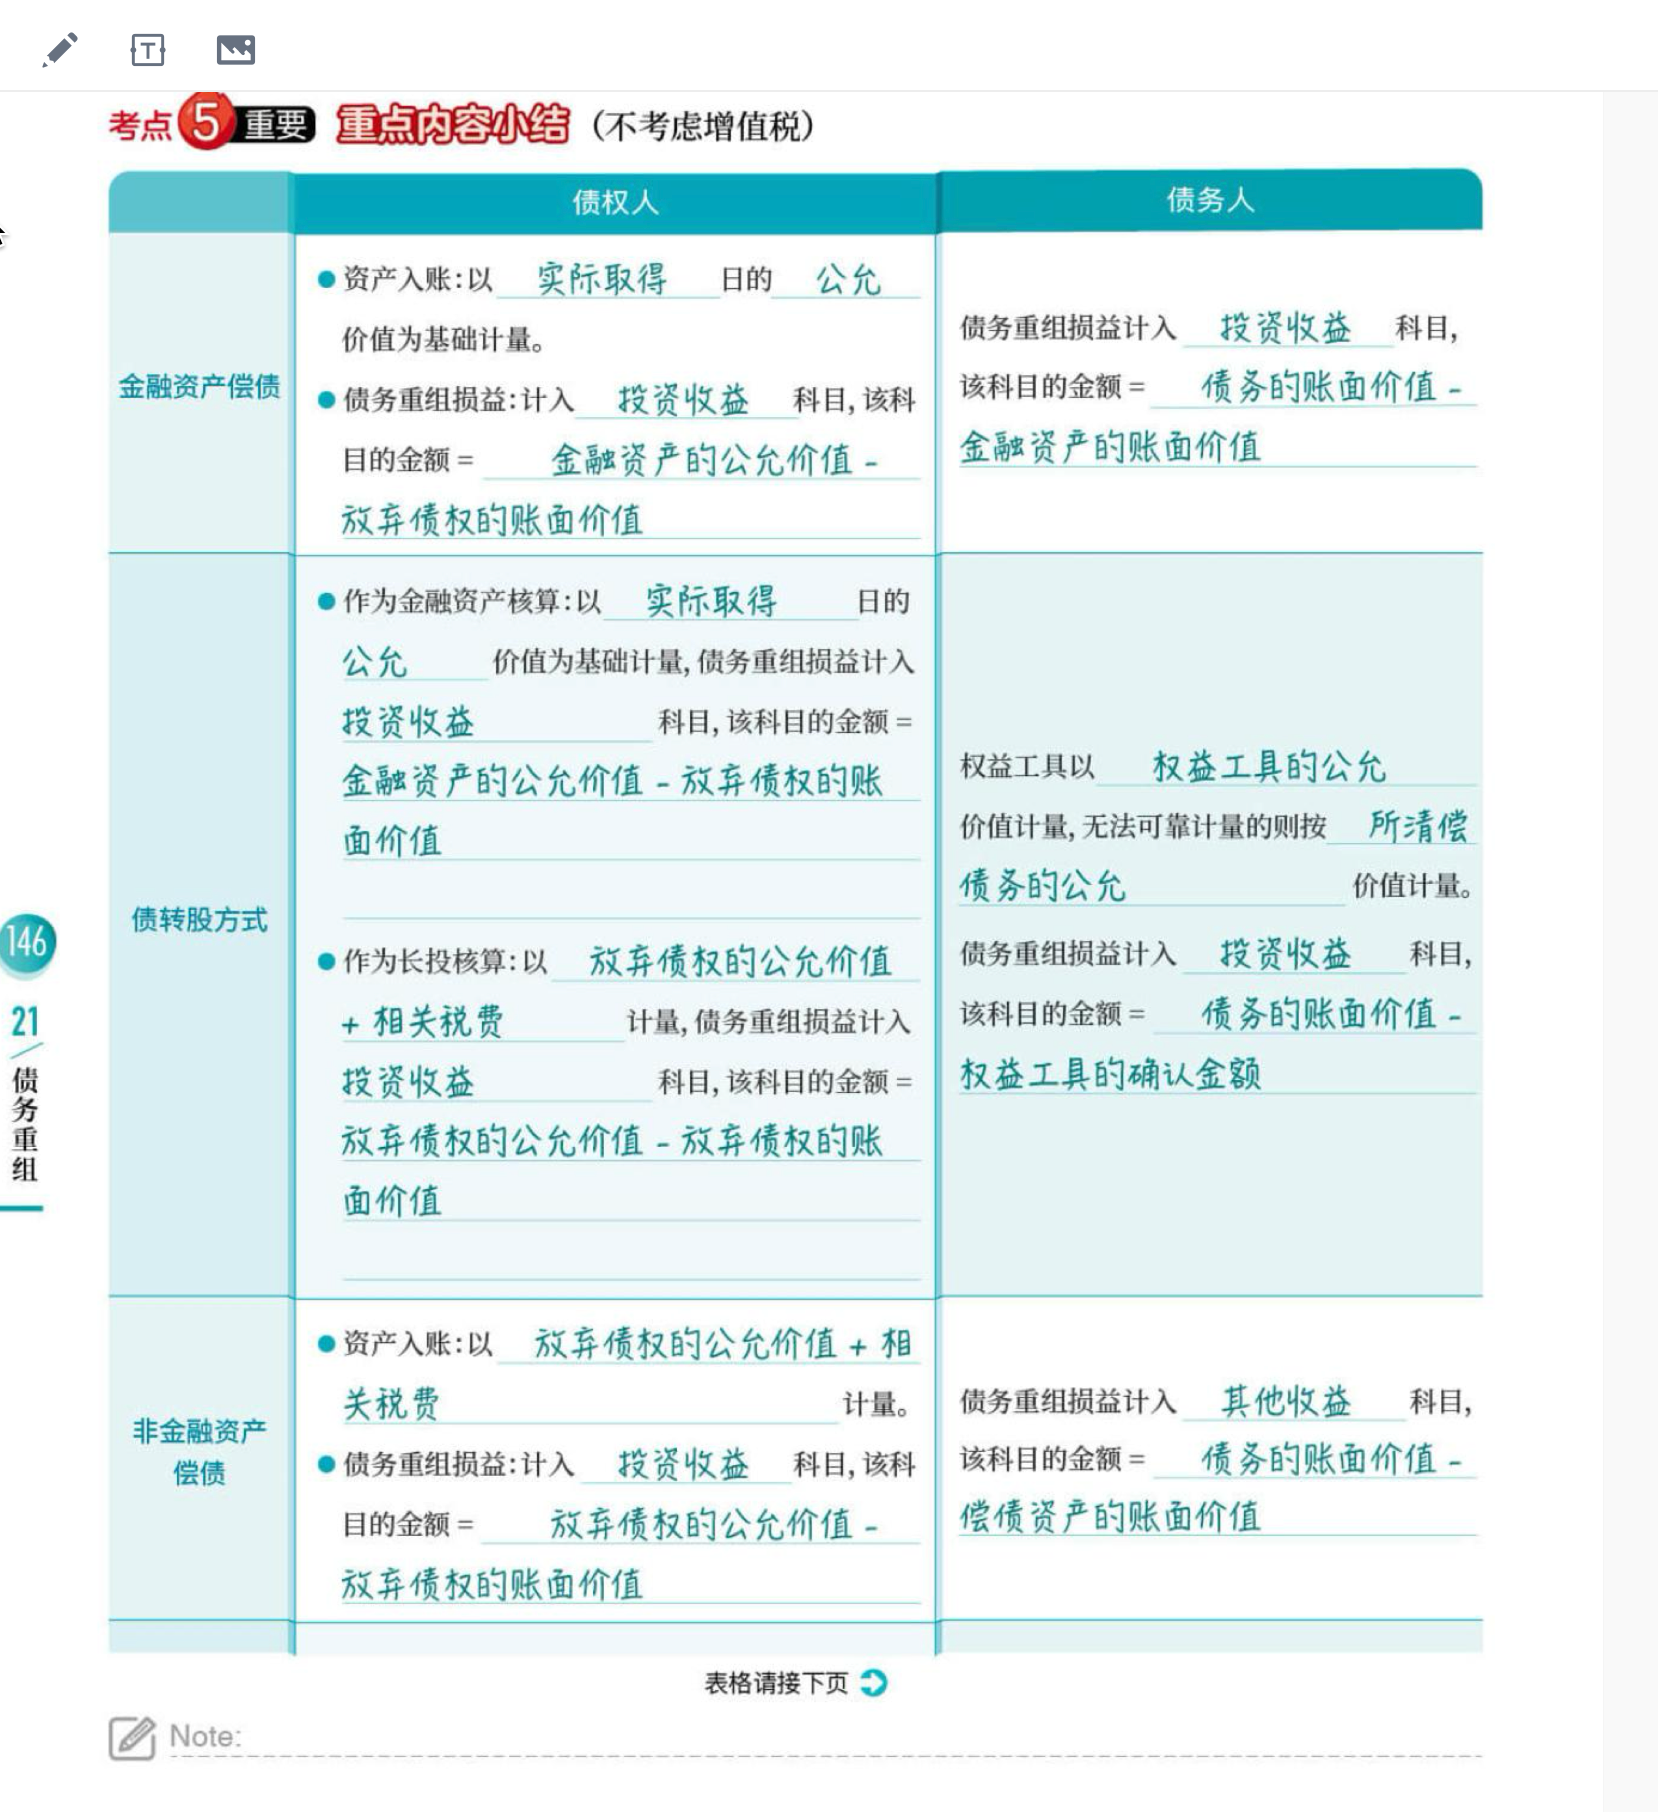 考点 5 重要 重点内容小结（不考虑增值税）
债权人 债务人
金融资产偿债
●资产入账：以 实际取得 日的 公允
价值为基础计量。
●债务重组损益：计入 投资收益 科目，该科
目的金额 = 金融资产的公允价值 -
放弃债权的账面价值
债务重组损益计入 投资收益 科目，
该科目的金额 = 债务的账面价值 -
金融资产的账面价值
债转股方式
●作为金融资产核算：以 实际取得 日的
公允 价值为基础计量，债务重组损益计入
投资收益 科目，该科目的金额 =
金融资产的公允价值 - 放弃债权的账
面价值
●作为长投核算：以 放弃债权的公允价值
+ 相关税费 计量，债务重组损益计入
投资收益 科目，该科目的金额 =
放弃债权的公允价值 - 放弃债权的账
面价值
权益工具以 权益工具的公允
价值计量，无法可靠计量的则按 所清偿
债务的公允 价值计量。
债务重组损益计入 投资收益 科目，
该科目的金额 = 债务的账面价值 -
权益工具的确认金额
非金融资产
偿债
●资产入账：以 放弃债权的公允价值 + 相
关税费 计量。
●债务重组损益：计入 投资收益 科目，该科
目的金额 = 放弃债权的公允价值 -
放弃债权的账面价值
债务重组损益计入 其他收益 科目，
该科目的金额 = 债务的账面价值 -
偿债资产的账面价值
表格请接下页
Note:
146
21
债务重组